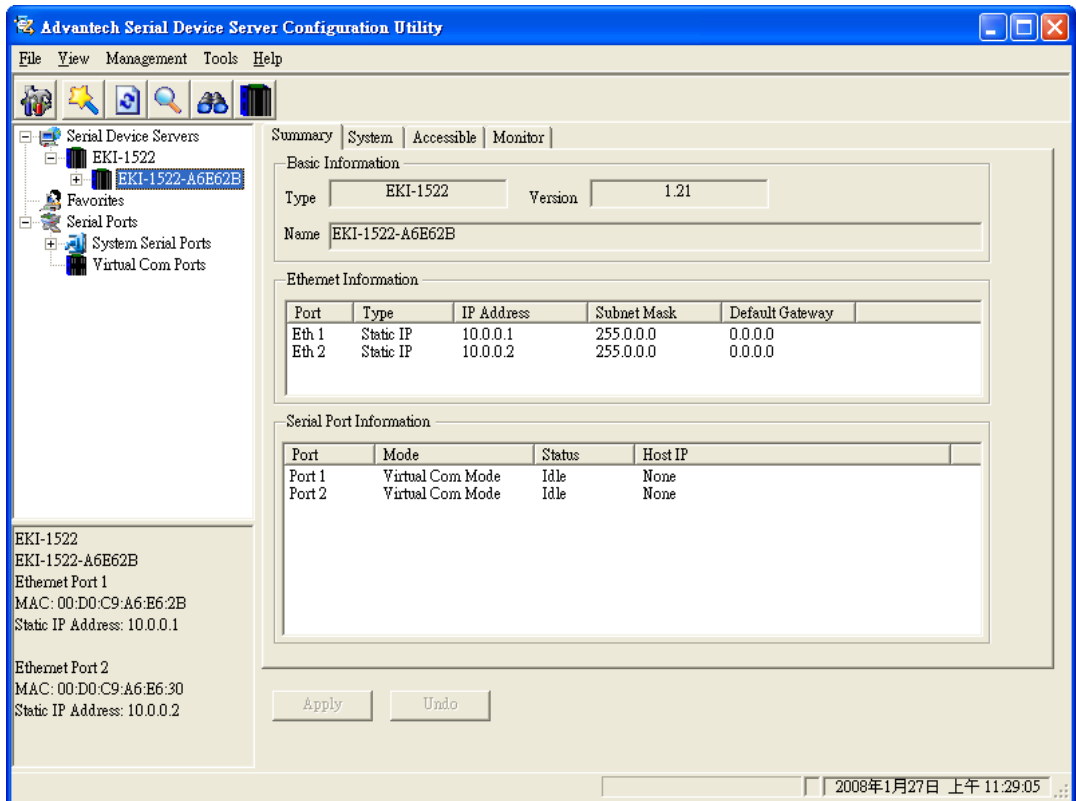 Advantech Serial Device Server Configuration Utility
File View Management Tools Help
Serial Device Servers
EKI-1522
EKI-1522-A6E62B
Favorites
Serial Ports
System Serial Ports
Virtual Com Ports
EKI-1522
EKI-1522-A6E62B
Ethernet Port 1
MAC: 00:D0:C9:A6:E6:2B
Static IP Address: 10.0.0.1
Ethernet Port 2
MAC: 00:D0:C9:A6:E6:30
Static IP Address: 10.0.0.2
Summary System Accessible Monitor
Basic Information
Type EKI-1522 Version 1.21
Name EKI-1522-A6E62B
Ethernet Information
Port Type IP Address Subnet Mask Default Gateway
Eth 1 Static IP 10.0.0.1 255.0.0.0 0.0.0.0
Eth 2 Static IP 10.0.0.2 255.0.0.0 0.0.0.0
Serial Port Information
Port Mode Status Host IP
Port 1 Virtual Com Mode Idle None
Port 2 Virtual Com Mode Idle None
Apply Undo
2008年1月27日 上午 11:29:05